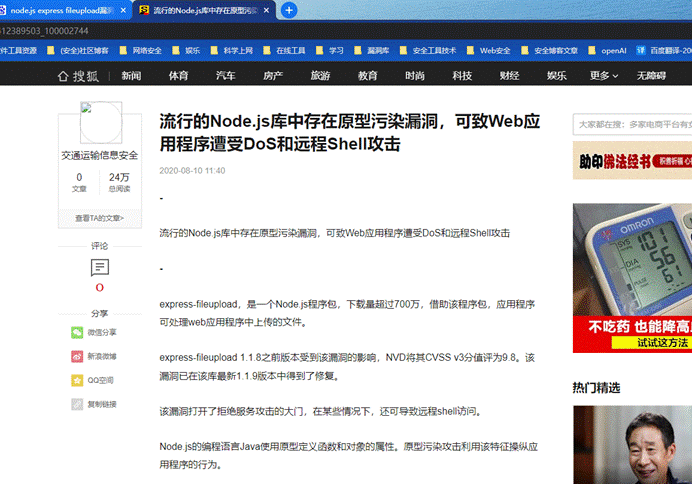 node.js express fileupload漏洞
流行的Node.js库中存在原型污染
612389503_100002744
件工具资源 (安全)社区博客 网络安全 娱乐 科学上网 在线工具 学习 漏洞库 安全工具技术 Web安全 安全博客文章 openAI 百度翻译-200
搜狐 新闻 体育 汽车 房产 旅游 教育 时尚 科技 财经 娱乐 更多 无障碍
交通运输信息安全
0 24万
文章 总阅读
查看TA的文章>
评论
0
分享
微信分享
新浪微博
QQ空间
复制链接
流行的Node.js库中存在原型污染漏洞，可致Web应
用程序遭受DoS和远程Shell攻击
2020-08-10 11:40
-
流行的Node.js库中存在原型污染漏洞，可致Web应用程序遭受DoS和远程Shell攻击
-
express-fileupload，是一个Node.js程序包，下载量超过700万，借助该程序包，应用程序
可处理web应用程序中上传的文件。
express-fileupload 1.1.8之前版本受到该漏洞的影响，NVD将其CVSS v3分值评为9.8。该
漏洞已在该库最新1.1.9版本中得到了修复。
该漏洞打开了拒绝服务攻击的大门，在某些情况下，还可导致远程shell访问。
Node.js的编程语言Java使用原型定义函数和对象的属性。原型污染攻击利用该特征操纵应
用程序的行为。
大家都在搜：多家电商平台有
助印佛法经书
OMRON
SYS
101
DIA
56
61
不吃药 也能降高
试试这方法
热门精选